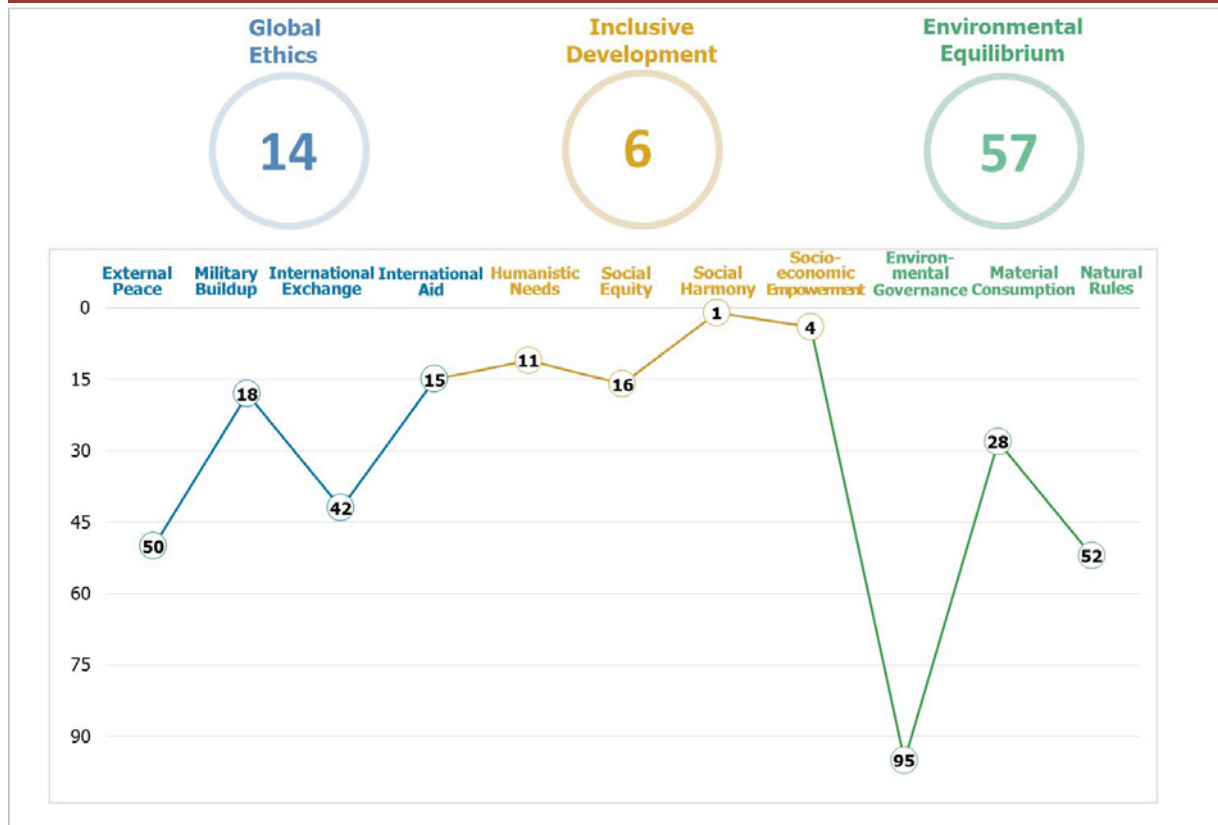 Global
Ethics
14
Inclusive
Development
6
Environmental
Equilibrium
57
External
Peace
Military
Buildup
International
Exchange
International
Aid
Humanistic
Needs
Social
Equity
Social
Harmony
Socio-
economic
Empowerment
Environ-
mental
Governance
Material
Consumption
Natural
Rules
0
15
30
45
60
75
90
50
18
42
15
11
16
1
4
95
28
52